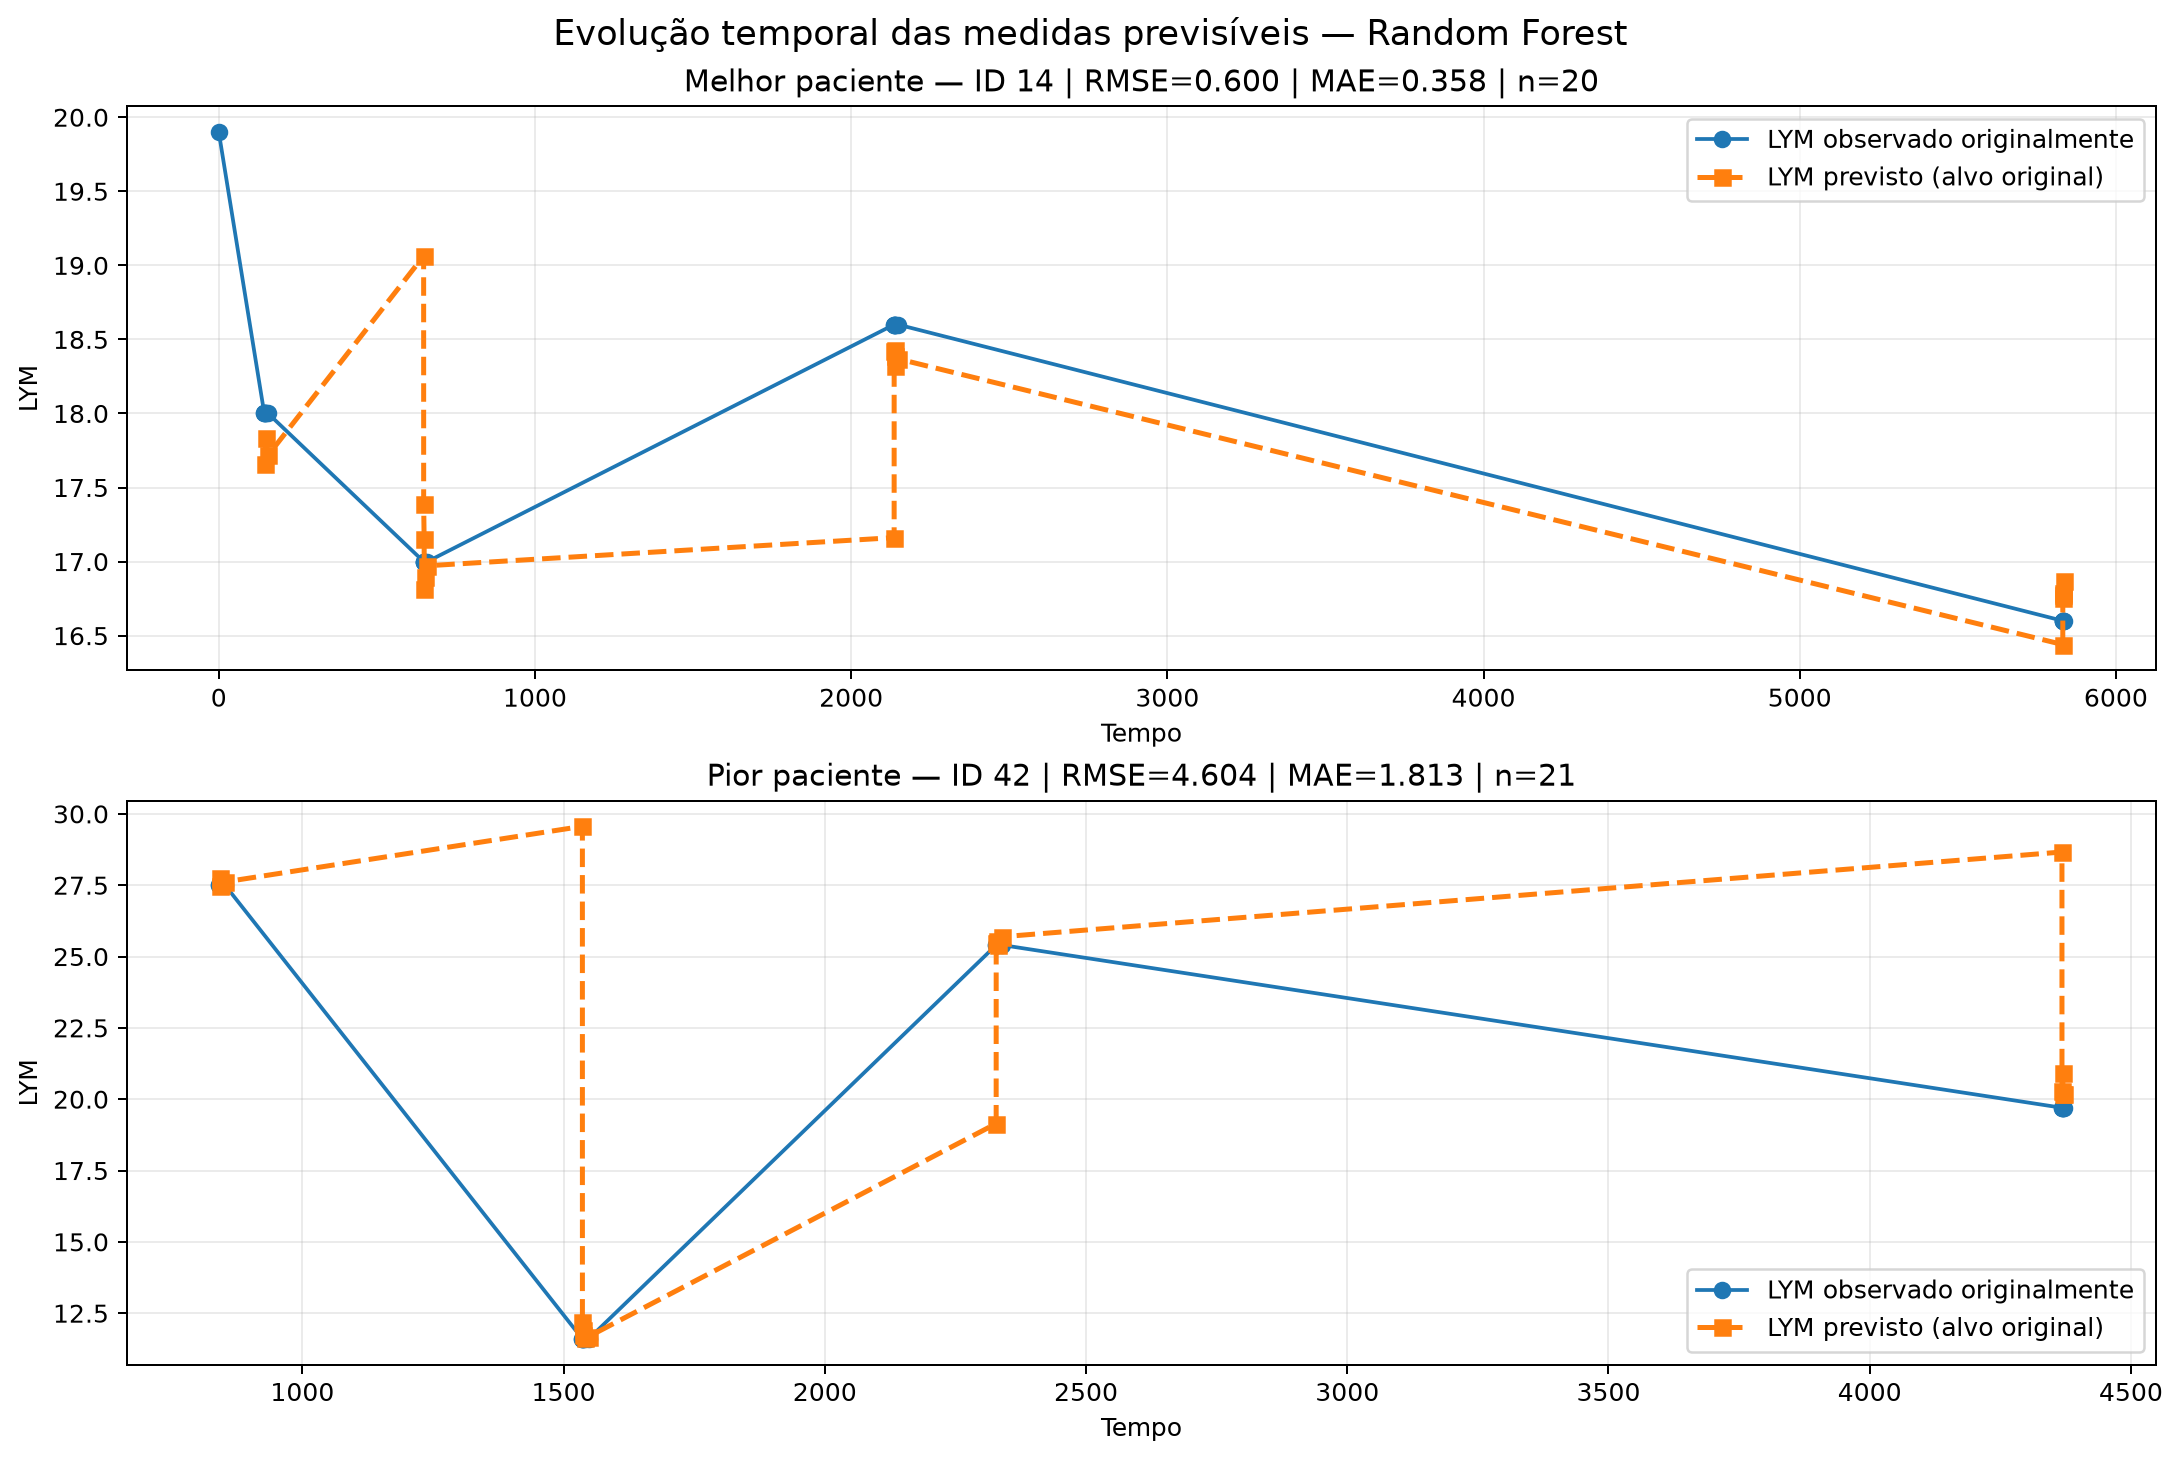 Evolução temporal das medidas previsíveis — Random Forest
Melhor paciente — ID 14 | RMSE=0.600 | MAE=0.358 | n=20
20.0
19.5
19.0
18.5
18.0
17.5
17.0
16.5
LYM
LYM observado originalmente
LYM previsto (alvo original)
0 1000 2000 3000 4000 5000 6000
Tempo
Pior paciente — ID 42 | RMSE=4.604 | MAE=1.813 | n=21
30.0
27.5
25.0
22.5
20.0
17.5
15.0
12.5
LYM
LYM observado originalmente
LYM previsto (alvo original)
1000 1500 2000 2500 3000 3500 4000 4500
Tempo